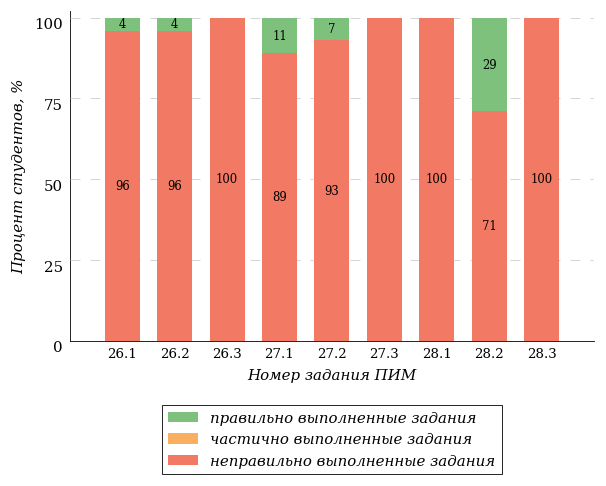 100
75
50
25
0
Процент студентов, %
4 4 11 7 29
96 96 100 89 93 100 100 71 100
26.1 26.2 26.3 27.1 27.2 27.3 28.1 28.2 28.3
Номер задания ПИМ
правильно выполненные задания
частично выполненные задания
неправильно выполненные задания